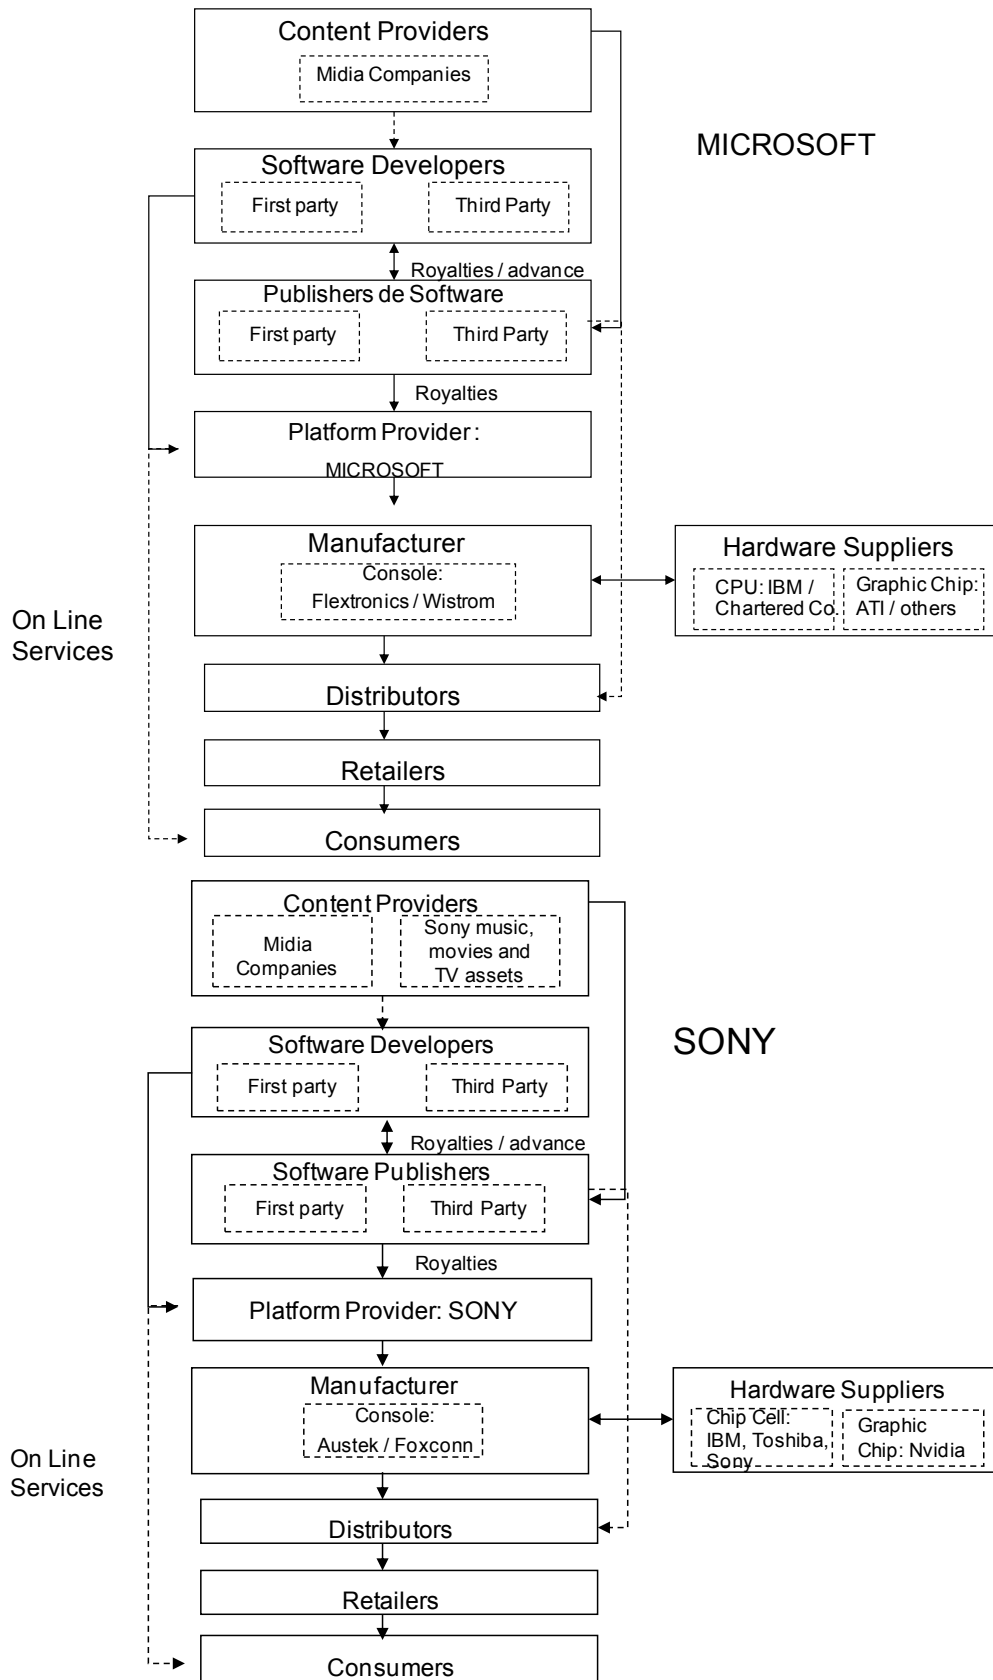 Content Providers
Midia Companies
MICROSOFT
Software Developers
First party
Third Party
Royalties / advance
Publishers de Software
First party
Third Party
Royalties
Platform Provider :
MICROSOFT
Manufacturer
Console:
Flextronics / Wistrom
Hardware Suppliers
CPU: IBM /
Chartered Co.
Graphic Chip:
ATI / others
On Line
Services
Distributors
Retailers
Consumers
Content Providers
Midia
Companies
Sony music,
movies and
TV assets
SONY
Software Developers
First party
Third Party
Royalties / advance
Software Publishers
First party
Third Party
Royalties
Platform Provider: SONY
Manufacturer
Console:
Austek / Foxconn
Hardware Suppliers
Chip Cell:
IBM, Toshiba,
Sony
Graphic
Chip: Nvidia
On Line
Services
Distributors
Retailers
Consumers